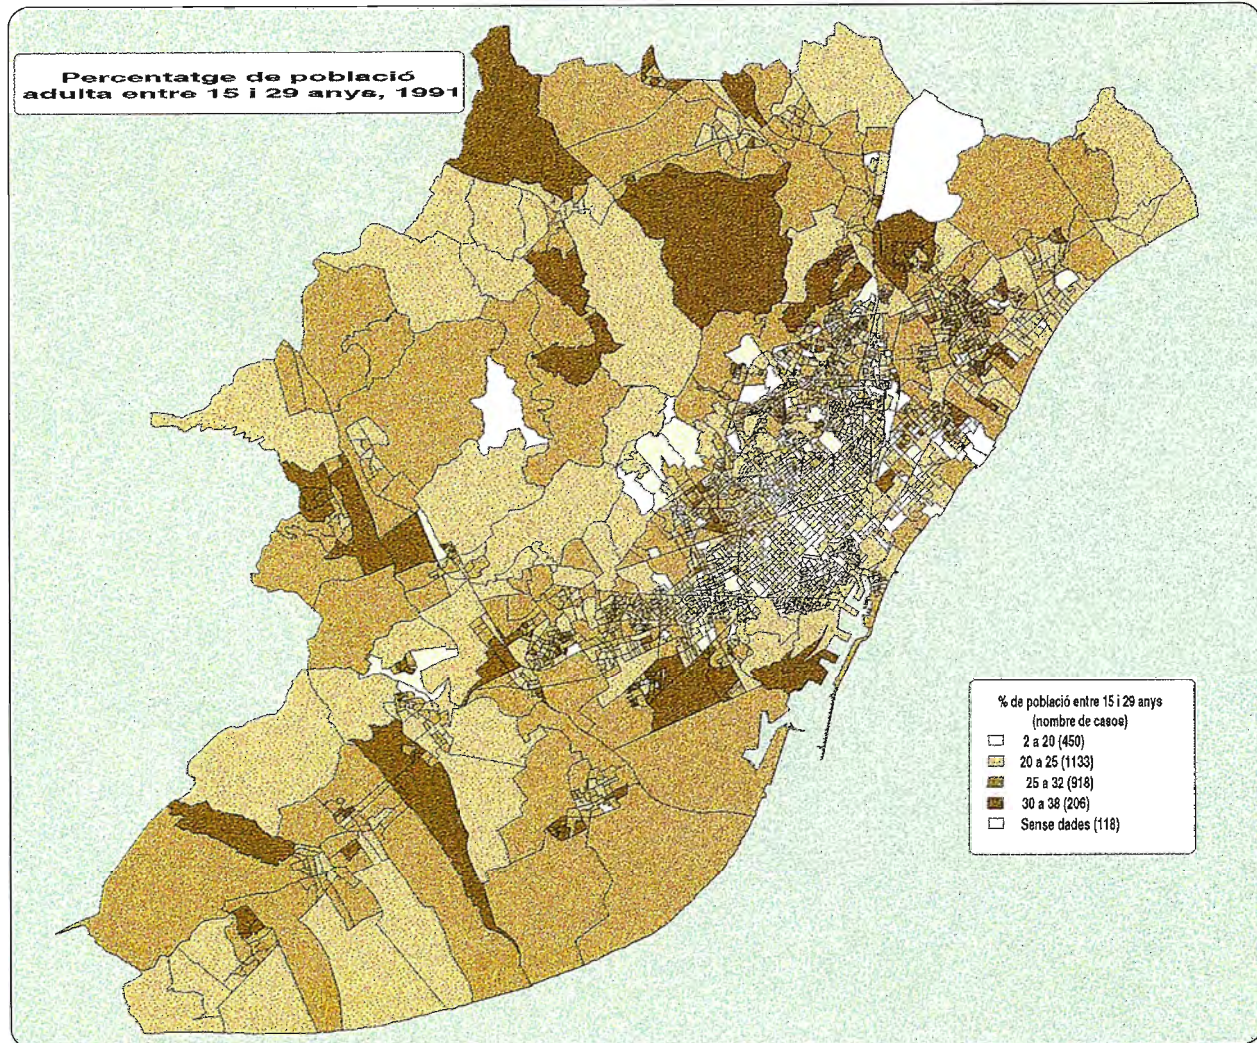 Percentatge de població
adulta entre 15 i 29 anys, 1991
% de població entre 15 i 29 anys
(nombre de casos)
2 a 20 (450)
20 a 25 (1133)
25 a 32 (918)
30 a 38 (206)
Sense dades (118)